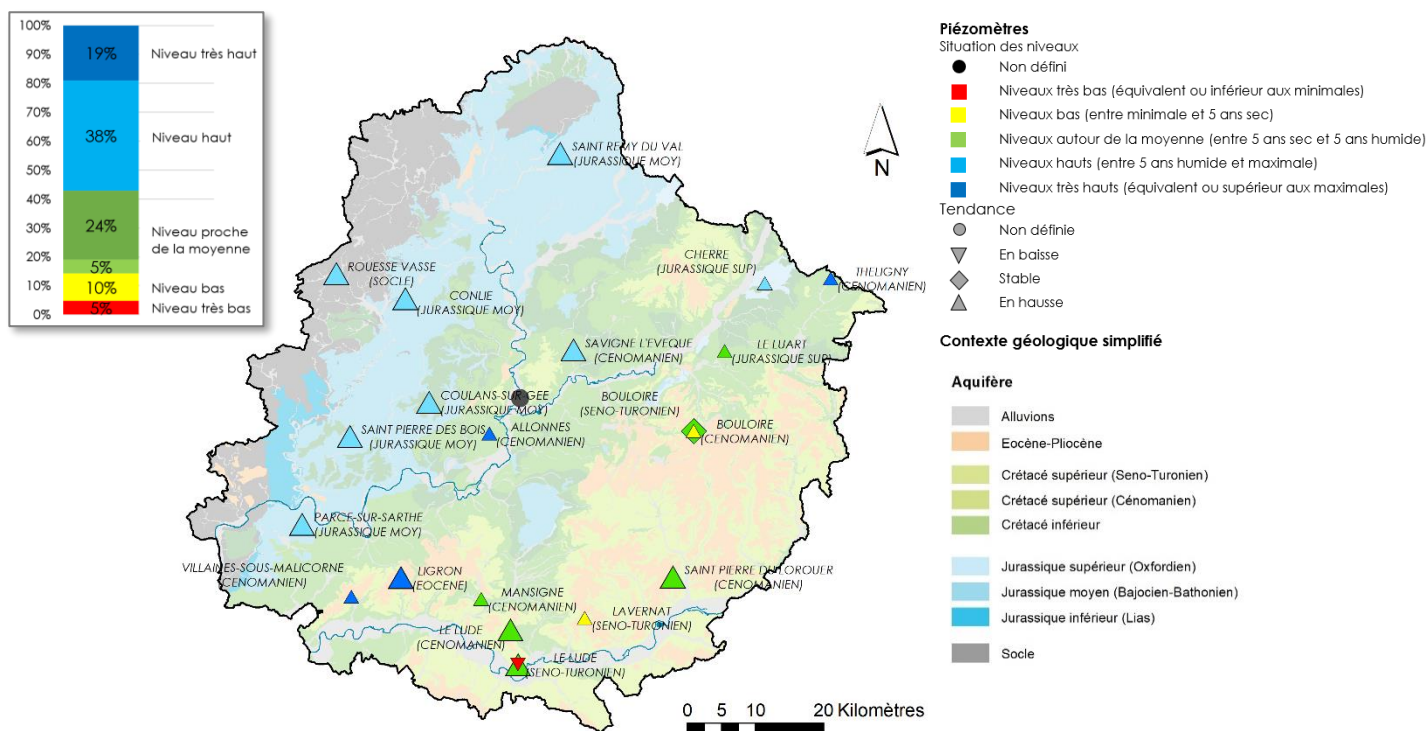 100%
90%
80%
70%
60%
50%
40%
30%
20%
10%
0%
19%
38%
24%
5%
10%
5%
Niveau très haut
Niveau haut
Niveau proche
de la moyenne
Niveau bas
Niveau très bas
SAINT REMY DU VAL
(JURASSIQUE MOY)
ROUESSE VASSE
(SOCLE)
CONLIE
(JURASSIQUE MOY)
CHERRE
(JURASSIQUE SUP)
THELIGNY
(CENOMANIEN)
SAVIGNE L'EVEQUE
(CENOMANIEN)
LE LUART
(JURASSIQUE SUP)
COULANS-SUR-GEE
(JURASSIQUE MOY)
BOULOIRE
(SENO-TURONIEN)
SAINT PIERRE DES BOIS
(JURASSIQUE MOY)
ALLONNES
(CENOMANIEN)
BOULOIRE
(CENOMANIEN)
PARCE-SUR-SARTHE
(JURASSIQUE MOY)
VILLAINES-SOUS-MALICORNE
(CENOMANIEN)
LIGRON
(EOCENE)
MANSIGNE
(CENOMANIEN)
SAINT PIERRE DU LOROUER
(CENOMANIEN)
LAVERNAT
(SENO-TURONIEN)
LE LUDE
(CENOMANIEN)
LE LUDE
(SENO-TURONIEN)
N
0 5 10 20 Kilomètres
Piézomètres
Situation des niveaux
Non défini
Niveaux très bas (équivalent ou inférieur aux minimales)
Niveaux bas (entre minimale et 5 ans sec)
Niveaux autour de la moyenne (entre 5 ans sec et 5 ans humide)
Niveaux hauts (entre 5 ans humide et maximale)
Niveaux très hauts (équivalent ou supérieur aux maximales)
Tendance
Non définie
En baisse
Stable
En hausse
Contexte géologique simplifié
Aquifère
Alluvions
Eocène-Pliocène
Crétacé supérieur (Seno-Turonien)
Crétacé supérieur (Cénomanien)
Crétacé inférieur
Jurassique supérieur (Oxfordien)
Jurassique moyen (Bajocien-Bathonien)
Jurassique inférieur (Lias)
Socle